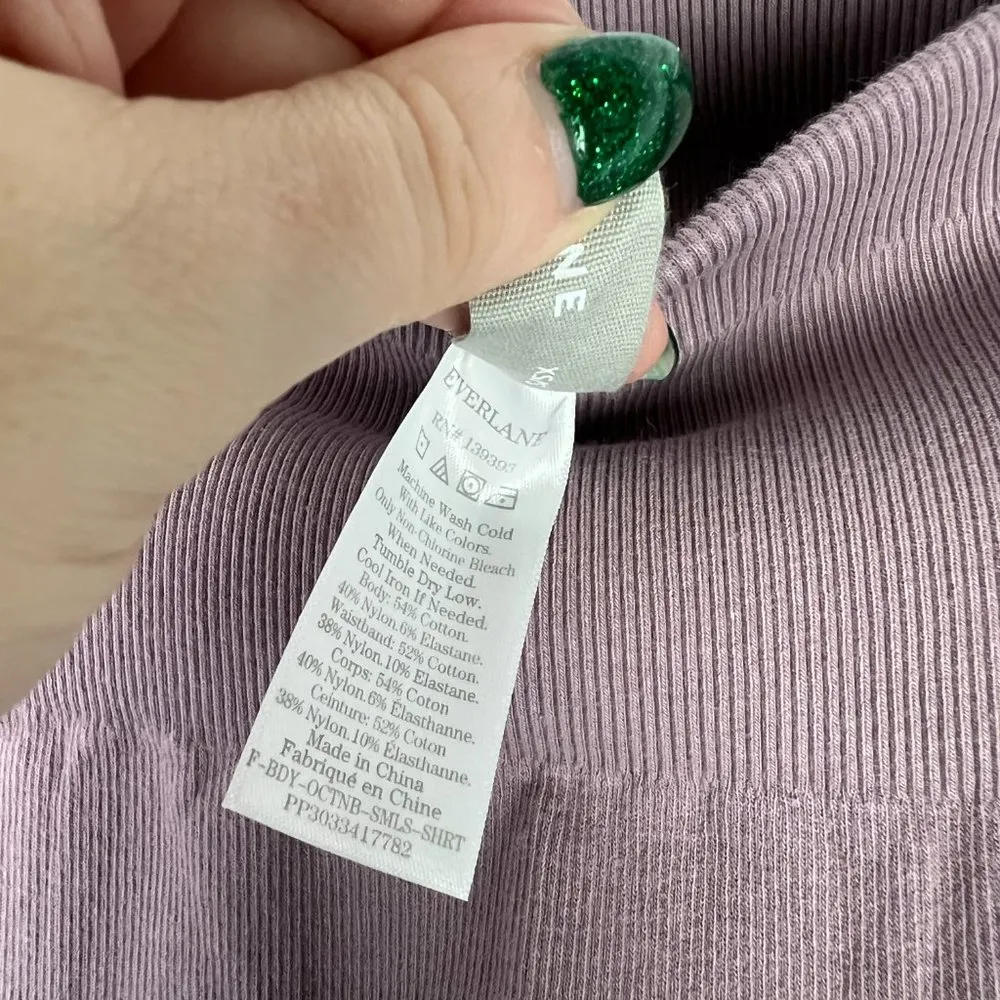 NE
XS/S
EVERLANE
RN# 139397
Machine Wash Cold
With Like Colors.
Only Non-Chlorine Bleach
When Needed.
Tumble Dry Low.
Cool Iron If Needed.
Body: 54% Cotton.
40% Nylon.6% Elastane.
Waistband: 52% Cotton.
38% Nylon.10% Elastane.
Corps: 54% Coton
40% Nylon.6% Élasthanne.
Ceinture: 52% Coton
38% Nylon.10% Élasthanne.
Made in China
Fabriqué en Chine
F-BDY-OCTNB-SMLS-SHRT
PP3033417782